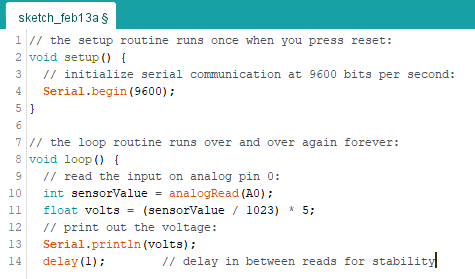 sketch_feb13a §
1 // the setup routine runs once when you press reset:
2 void setup() {
3   // initialize serial communication at 9600 bits per second:
4   Serial.begin(9600);
5 }
6
7 // the loop routine runs over and over again forever:
8 void loop() {
9   // read the input on analog pin 0:
10   int sensorValue = analogRead(A0);
11   float volts = (sensorValue / 1023) * 5;
12   // print out the voltage:
13   Serial.println(volts);
14   delay(1);        // delay in between reads for stability